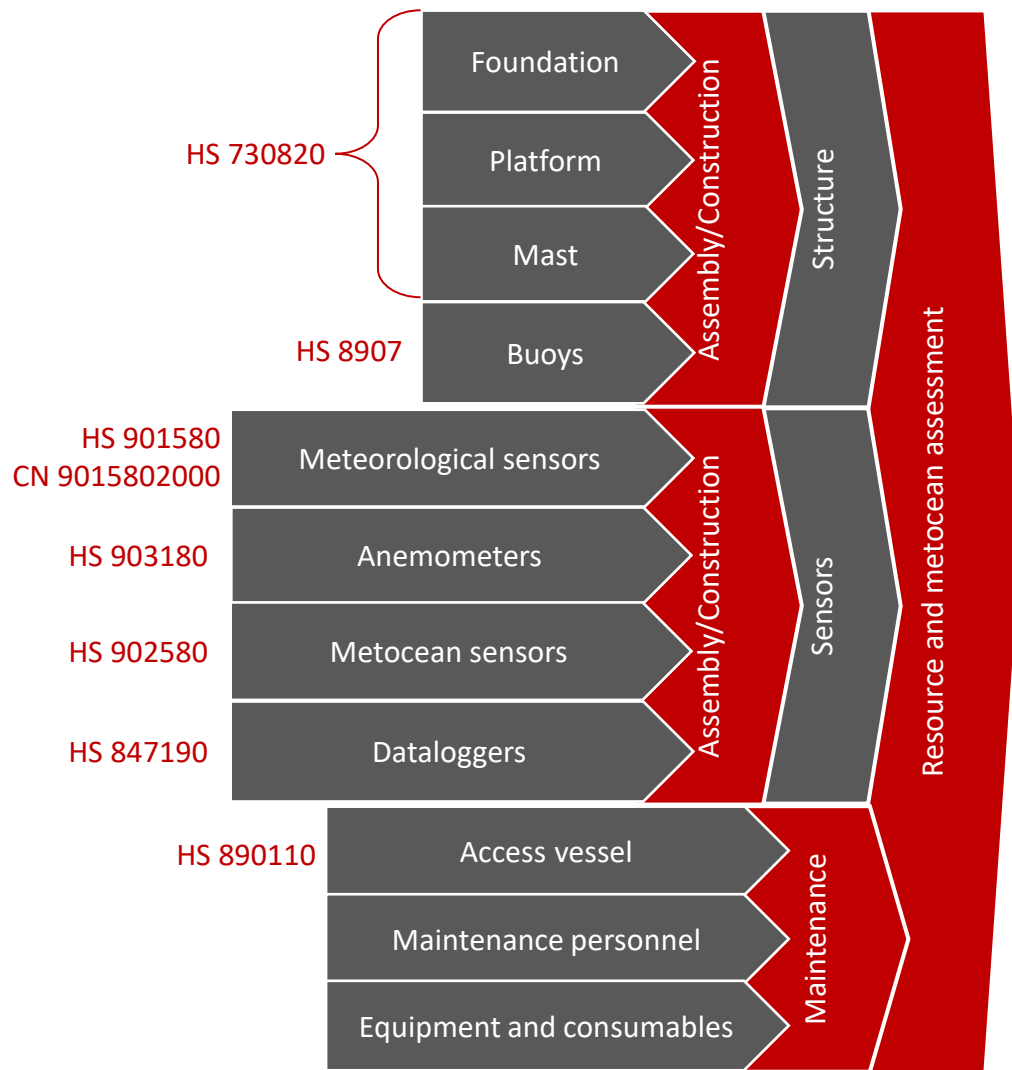 Foundation
Platform
HS 730820
Mast
HS 8907
Buoys
Assembly/Construction
Structure
HS 901580
CN 9015802000
Meteorological sensors
HS 903180
Anemometers
HS 902580
Metocean sensors
HS 847190
Dataloggers
Assembly/Construction
Sensors
HS 890110
Access vessel
Maintenance personnel
Equipment and consumables
Maintenance
Resource and metocean assessment